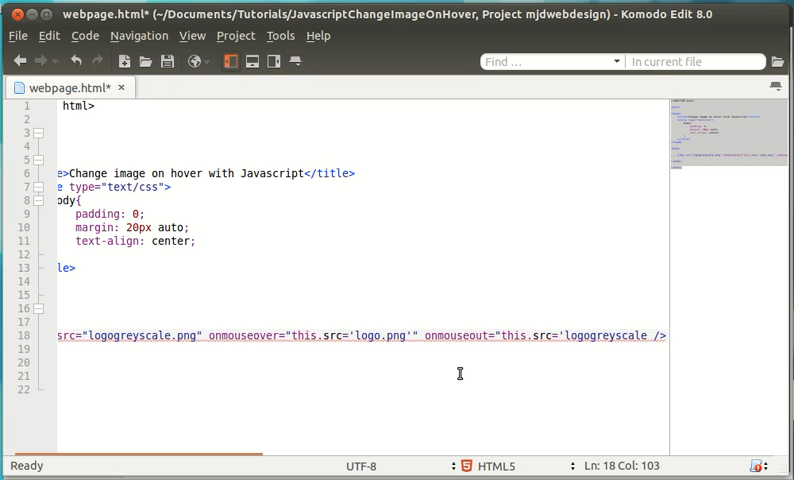 webpage.html* (~/Documents/Tutorials/JavascriptChangeImageOnHover, Project mjdwebdesign) - Komodo Edit 8.0
File Edit Code Navigation View Project Tools Help
Find ... In current file
webpage.html*
1 html>
2
3
4
5
6 e>Change image on hover with Javascript</title>
7 e type="text/css">
8 ody{
9 padding: 0;
10 margin: 20px auto;
11 text-align: center;
12
13 le>
14
15
16
17
18 src="logogreyscale.png" onmouseover="this.src='logo.png'" onmouseout="this.src='logogreyscale />
19
20
21
22
Ready UTF-8 HTML5 Ln: 18 Col: 103